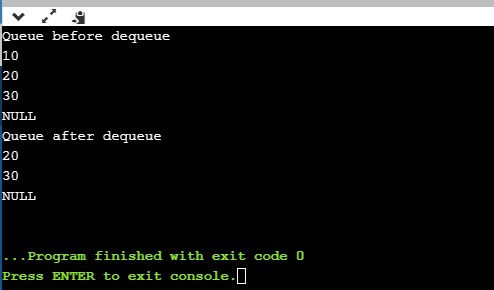 Queue before dequeue
10
20
30
NULL
Queue after dequeue
20
30
NULL
...Program finished with exit code 0
Press ENTER to exit console.